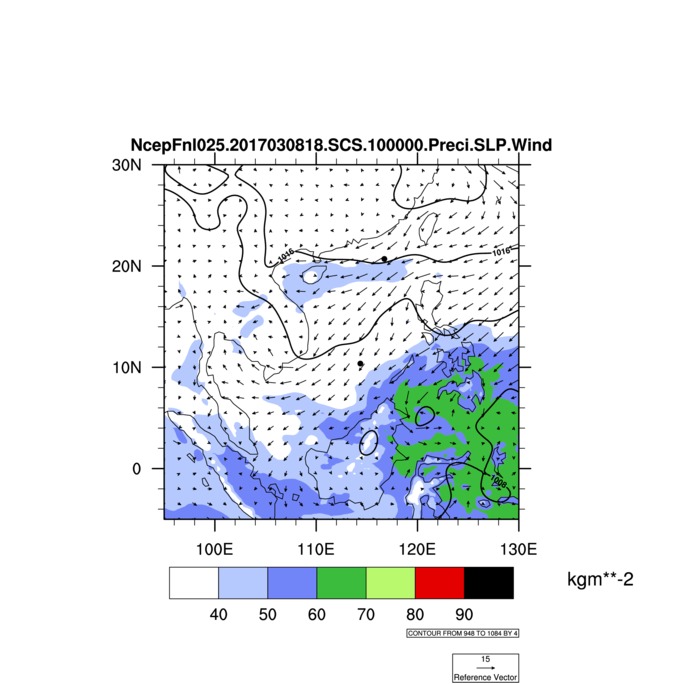 NcepFnl025.2017030818.SCS.100000.Preci.SLP.Wind
30N
20N
10N
0
1016
1016
1008
100E 110E 120E 130E
kgm**-2
40 50 60 70 80 90
CONTOUR FROM 948 TO 1084 BY 4
15
Reference Vector